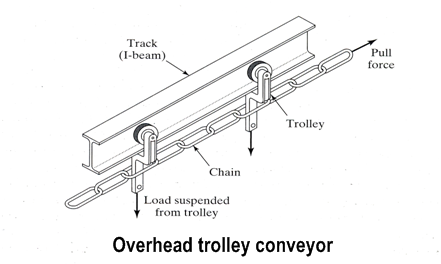 Track
(I-beam)
Pull
force
Trolley
Chain
Load suspended
from trolley
Overhead trolley conveyor